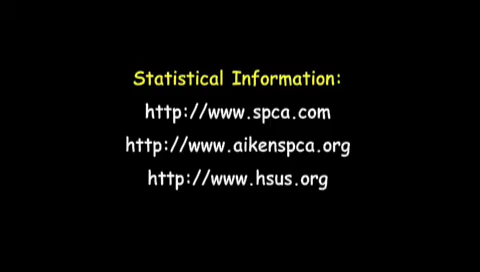 Statistical Information:
http://www.spca.com
http://www.aikenspca.org
http://www.hsus.org